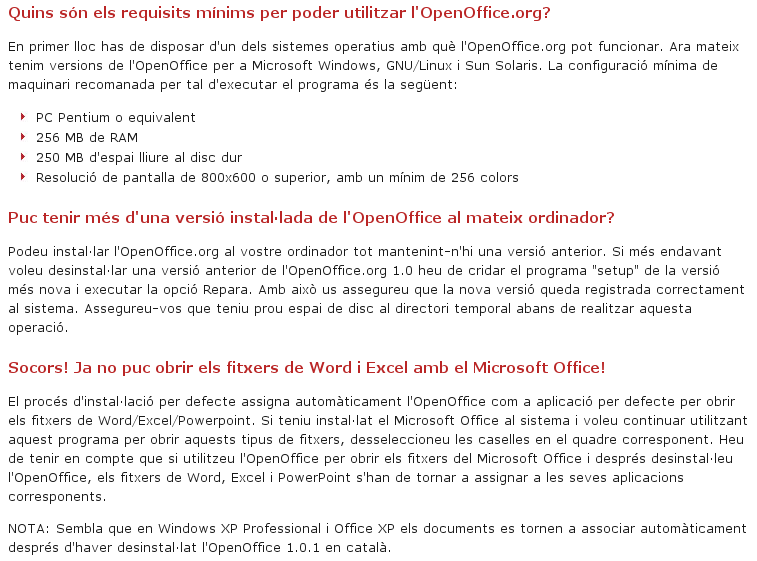 Quins són els requisits mínims per poder utilitzar l'OpenOffice.org?
En primer lloc has de disposar d'un dels sistemes operatius amb què l'OpenOffice.org pot funcionar. Ara mateix
tenim versions de l'OpenOffice per a Microsoft Windows, GNU/Linux i Sun Solaris. La configuració mínima de
maquinari recomanada per tal d'executar el programa és la següent:
PC Pentium o equivalent
256 MB de RAM
250 MB d'espai lliure al disc dur
Resolució de pantalla de 800x600 o superior, amb un mínim de 256 colors
Puc tenir més d'una versió instal·lada de l'OpenOffice al mateix ordinador?
Podeu instal·lar l'OpenOffice.org al vostre ordinador tot mantenint-n'hi una versió anterior. Si més endavant
voleu desinstal·lar una versió anterior de l'OpenOffice.org 1.0 heu de cridar el programa "setup" de la versió
més nova i executar la opció Repara. Amb això us assegureu que la nova versió queda registrada correctament
al sistema. Assegureu-vos que teniu prou espai de disc al directori temporal abans de realitzar aquesta
operació.
Socors! Ja no puc obrir els fitxers de Word i Excel amb el Microsoft Office!
El procés d'instal·lació per defecte assigna automàticament l'OpenOffice com a aplicació per defecte per obrir
els fitxers de Word/Excel/Powerpoint. Si teniu instal·lat el Microsoft Office al sistema i voleu continuar utilitzant
aquest programa per obrir aquests tipus de fitxers, desseleccioneu les caselles en el quadre corresponent. Heu
de tenir en compte que si utilitzeu l'OpenOffice per obrir els fitxers del Microsoft Office i després desinstal·leu
l'OpenOffice, els fitxers de Word, Excel i PowerPoint s'han de tornar a assignar a les seves aplicacions
corresponents.
NOTA: Sembla que en Windows XP Professional i Office XP els documents es tornen a associar automàticament
després d'haver desinstal·lat l'OpenOffice 1.0.1 en català.